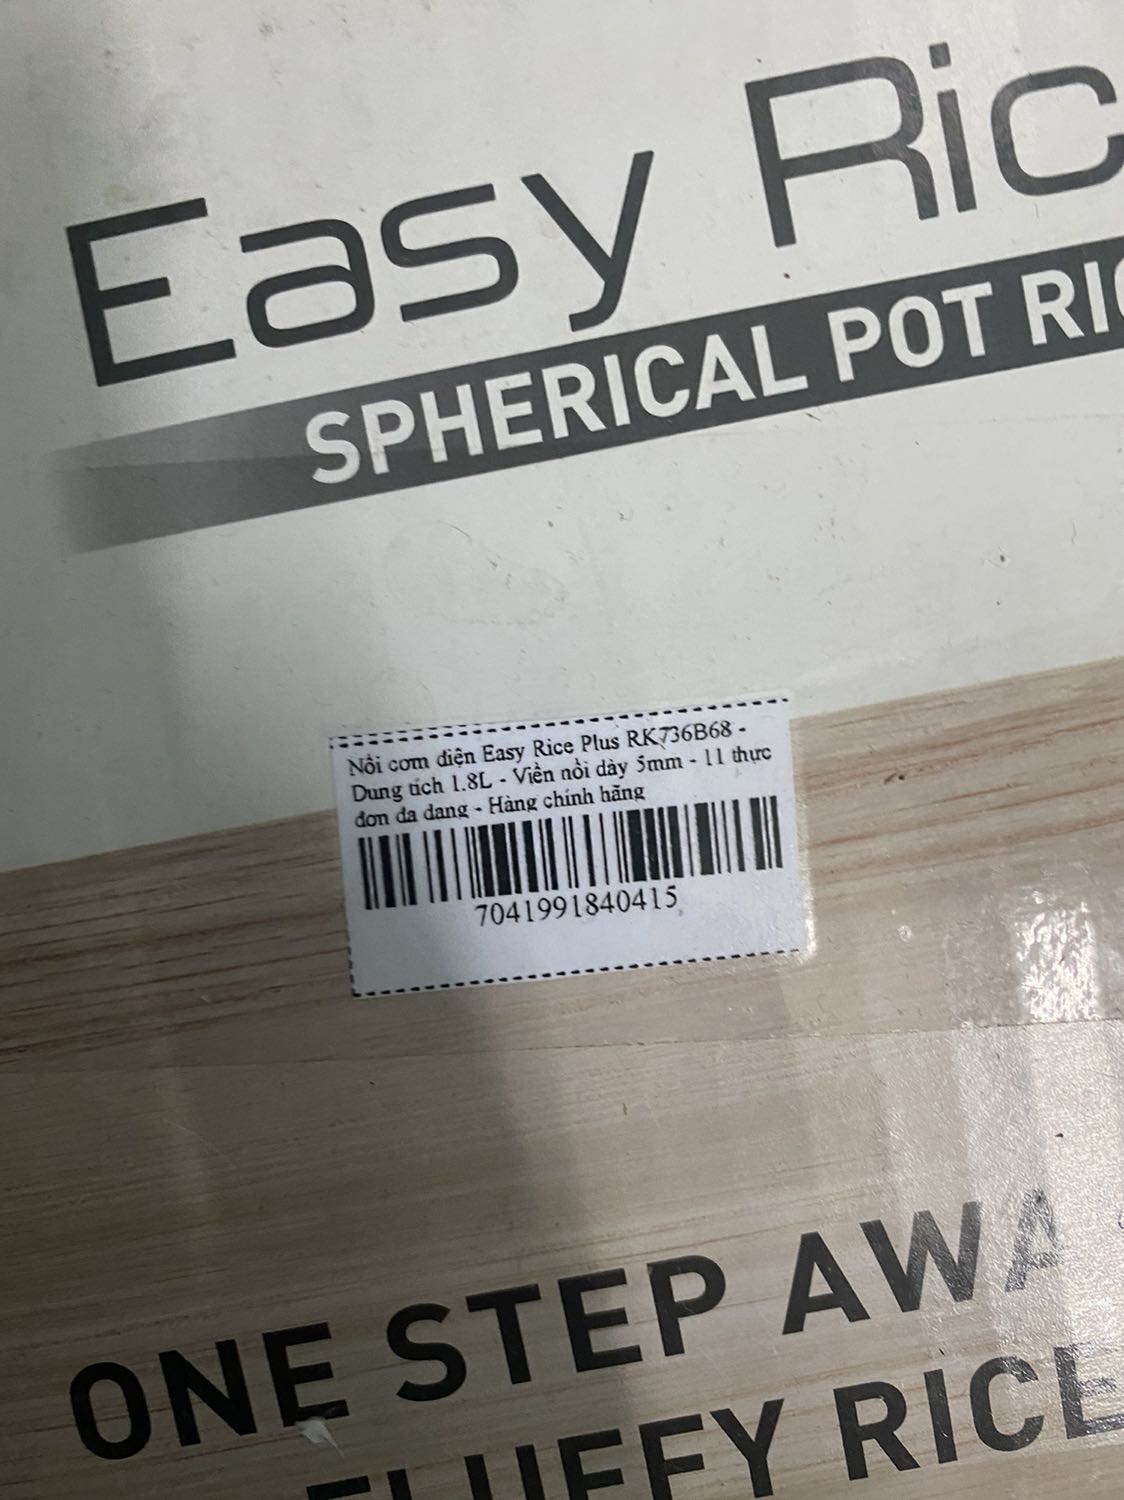 Easy Ric
SPHERICAL POT RIC
Nồi cơm điện Easy Rice Plus RK736B68 -
Dung tích 1.8L - Viền nồi dày 5mm - 11 thực
đơn đa dạng - Hàng chính hãng
7041991840415
ONE STEP AWA
FLUFFY RICE